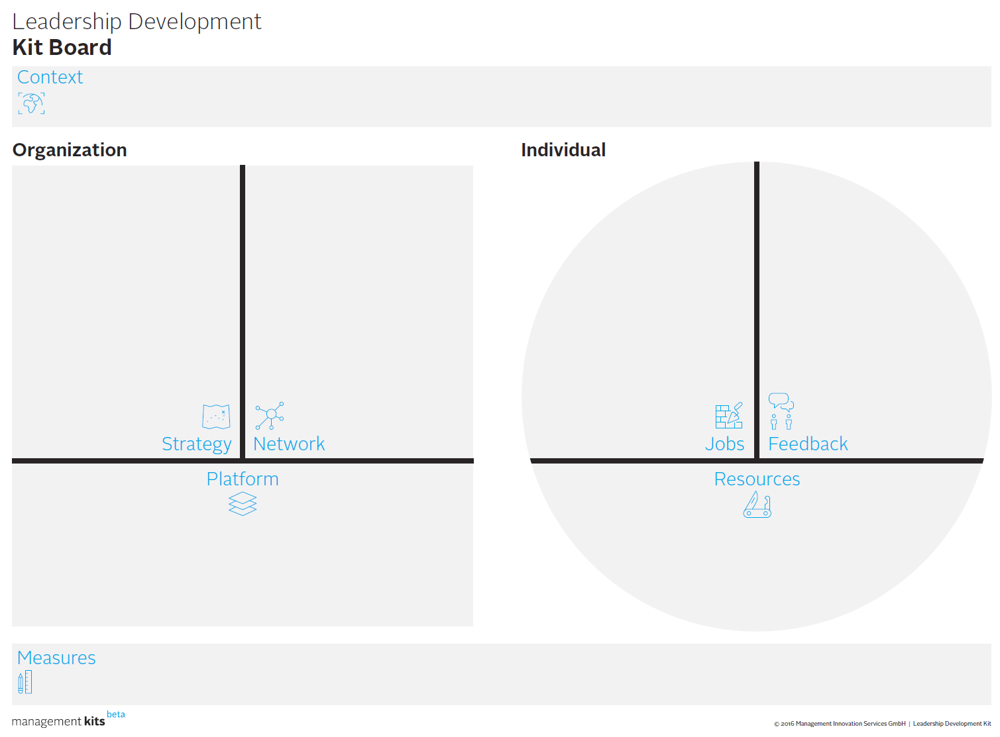 Leadership Development
Kit Board
Context
Organization
Individual
Strategy
Network
Platform
Jobs
Feedback
Resources
Measures
management kits beta
© 2016 Management Innovation Services GmbH | Leadership Development Kit